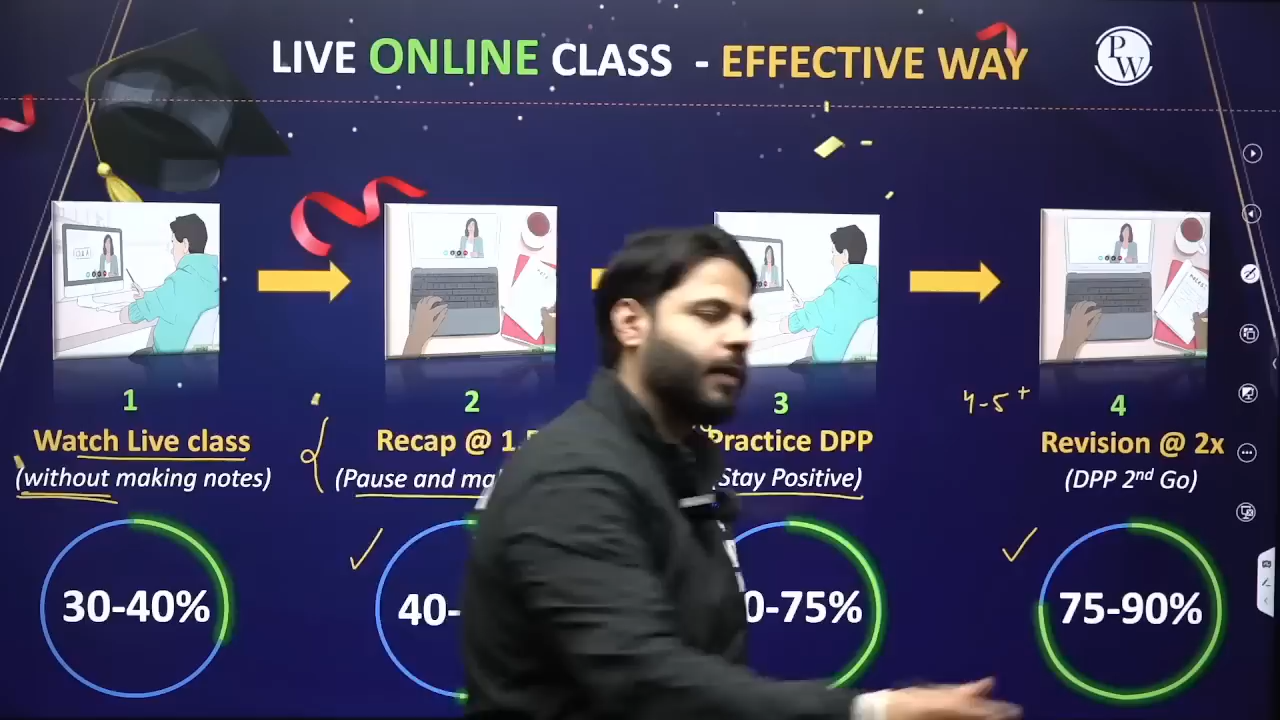 LIVE ONLINE CLASS - EFFECTIVE WAY
P
W
1
Watch Live class
(without making notes)
30-40%
2
Recap @ 1.
(Pause and ma
40-
4-5+
3
Practice DPP
(Stay Positive)
0-75%
4
Revision @ 2x
(DPP 2nd Go)
75-90%